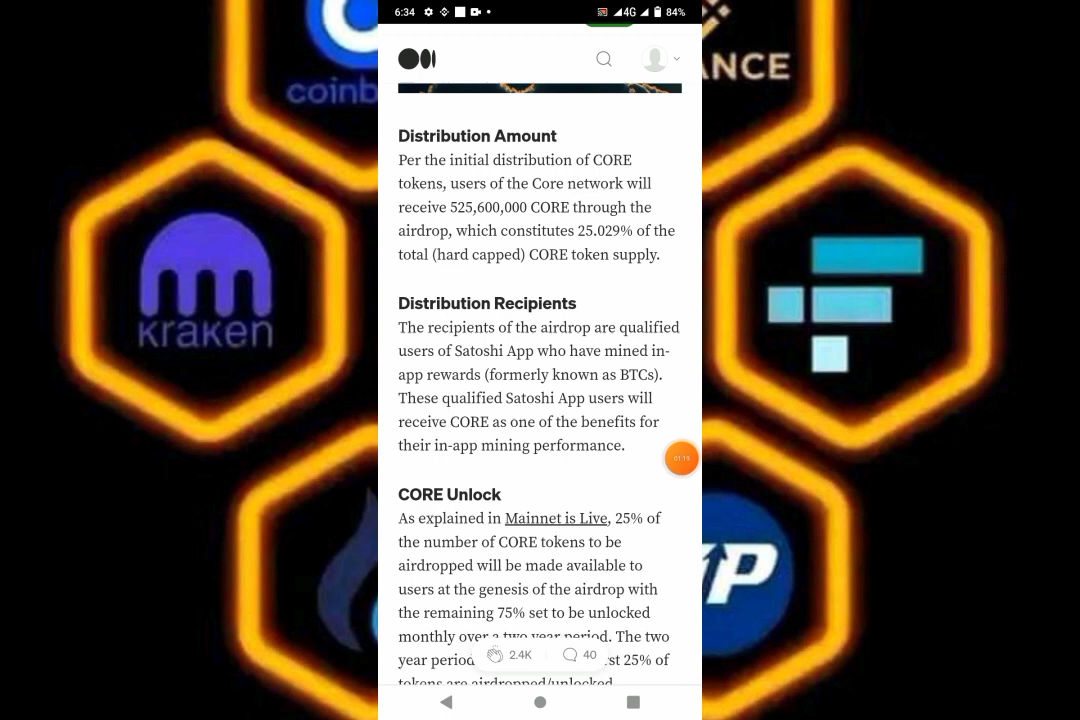 6:34
4G
84%
coinb
ANCE
Distribution Amount
Per the initial distribution of CORE
tokens, users of the Core network will
receive 525,600,000 CORE through the
airdrop, which constitutes 25.029% of the
total (hard capped) CORE token supply.
kraken
Distribution Recipients
The recipients of the airdrop are qualified
users of Satoshi App who have mined in-
app rewards (formerly known as BTCs).
These qualified Satoshi App users will
receive CORE as one of the benefits for
their in-app mining performance.
01:19
CORE Unlock
As explained in Mainnet is Live, 25% of
the number of CORE tokens to be
airdropped will be made available to
users at the genesis of the airdrop with
the remaining 75% set to be unlocked
monthly over a two year period. The two
year period rst 25% of
tokens are airdropped/unlocked
2.4K
40
P